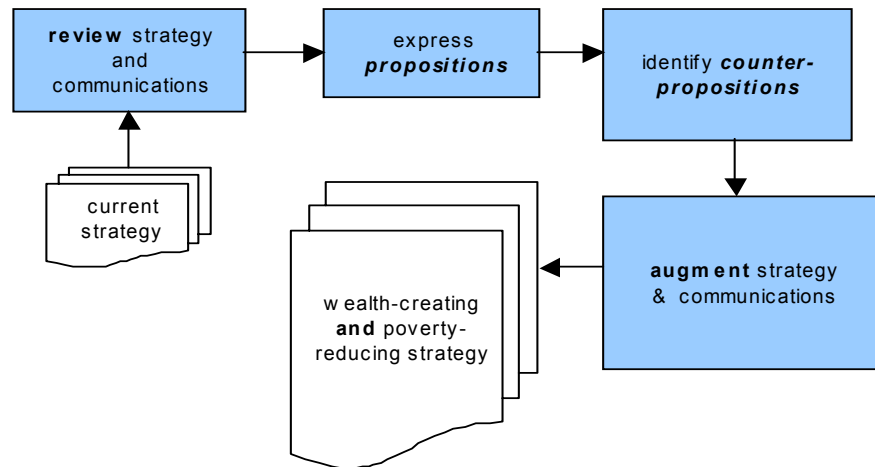 review strategy
and
communications
express
propositions
identify counter-
propositions
current
strategy
augment strategy
& communications
wealth-creating
and poverty-
reducing strategy